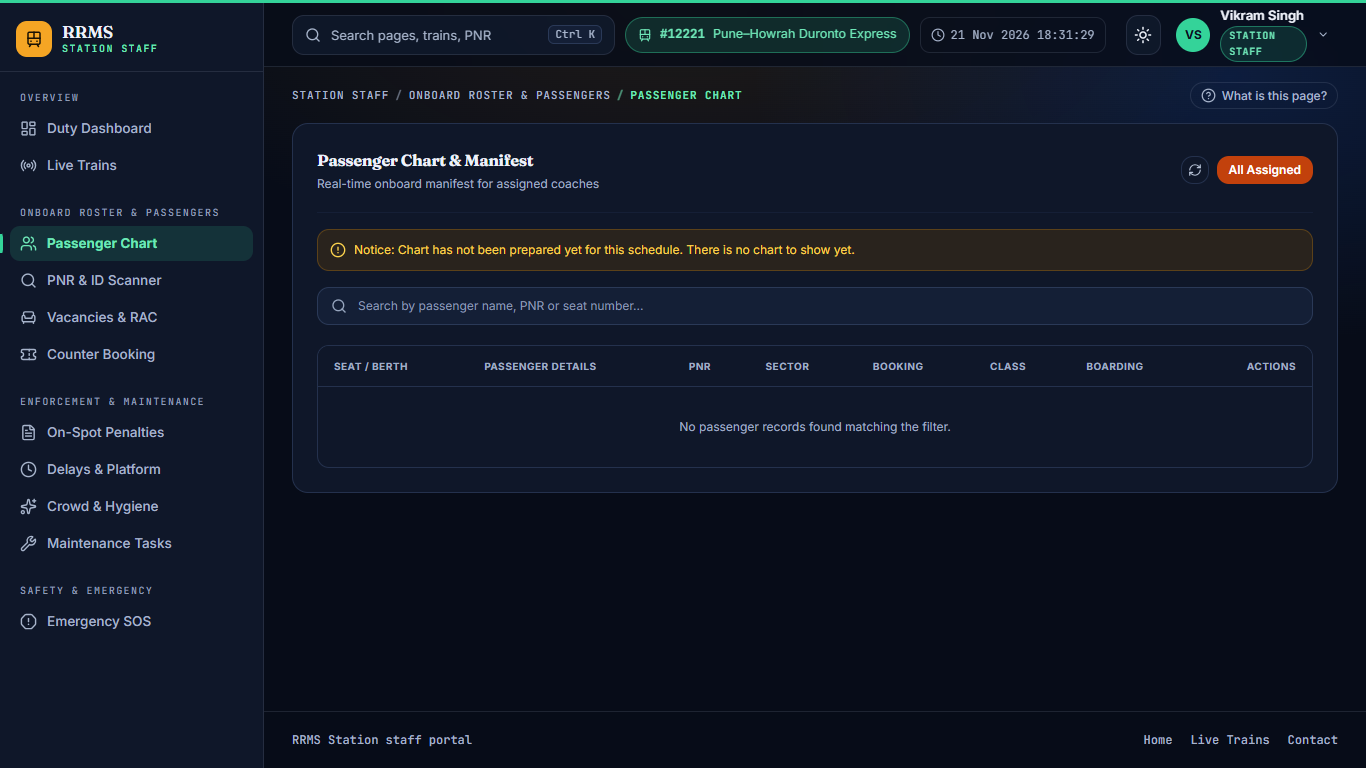 RRMS
STATION STAFF
OVERVIEW
Duty Dashboard
Live Trains
ONBOARD ROSTER & PASSENGERS
Passenger Chart
PNR & ID Scanner
Vacancies & RAC
Counter Booking
ENFORCEMENT & MAINTENANCE
On-Spot Penalties
Delays & Platform
Crowd & Hygiene
Maintenance Tasks
SAFETY & EMERGENCY
Emergency SOS
Search pages, trains, PNR
Ctrl K
#12221 Pune–Howrah Duronto Express
21 Nov 2026 18:31:29
VS
Vikram Singh
STATION
STAFF
STATION STAFF / ONBOARD ROSTER & PASSENGERS / PASSENGER CHART
What is this page?
Passenger Chart & Manifest
Real-time onboard manifest for assigned coaches
All Assigned
Notice: Chart has not been prepared yet for this schedule. There is no chart to show yet.
Search by passenger name, PNR or seat number...
SEAT / BERTH PASSENGER DETAILS PNR SECTOR BOOKING CLASS BOARDING ACTIONS
No passenger records found matching the filter.
RRMS Station staff portal
Home Live Trains Contact